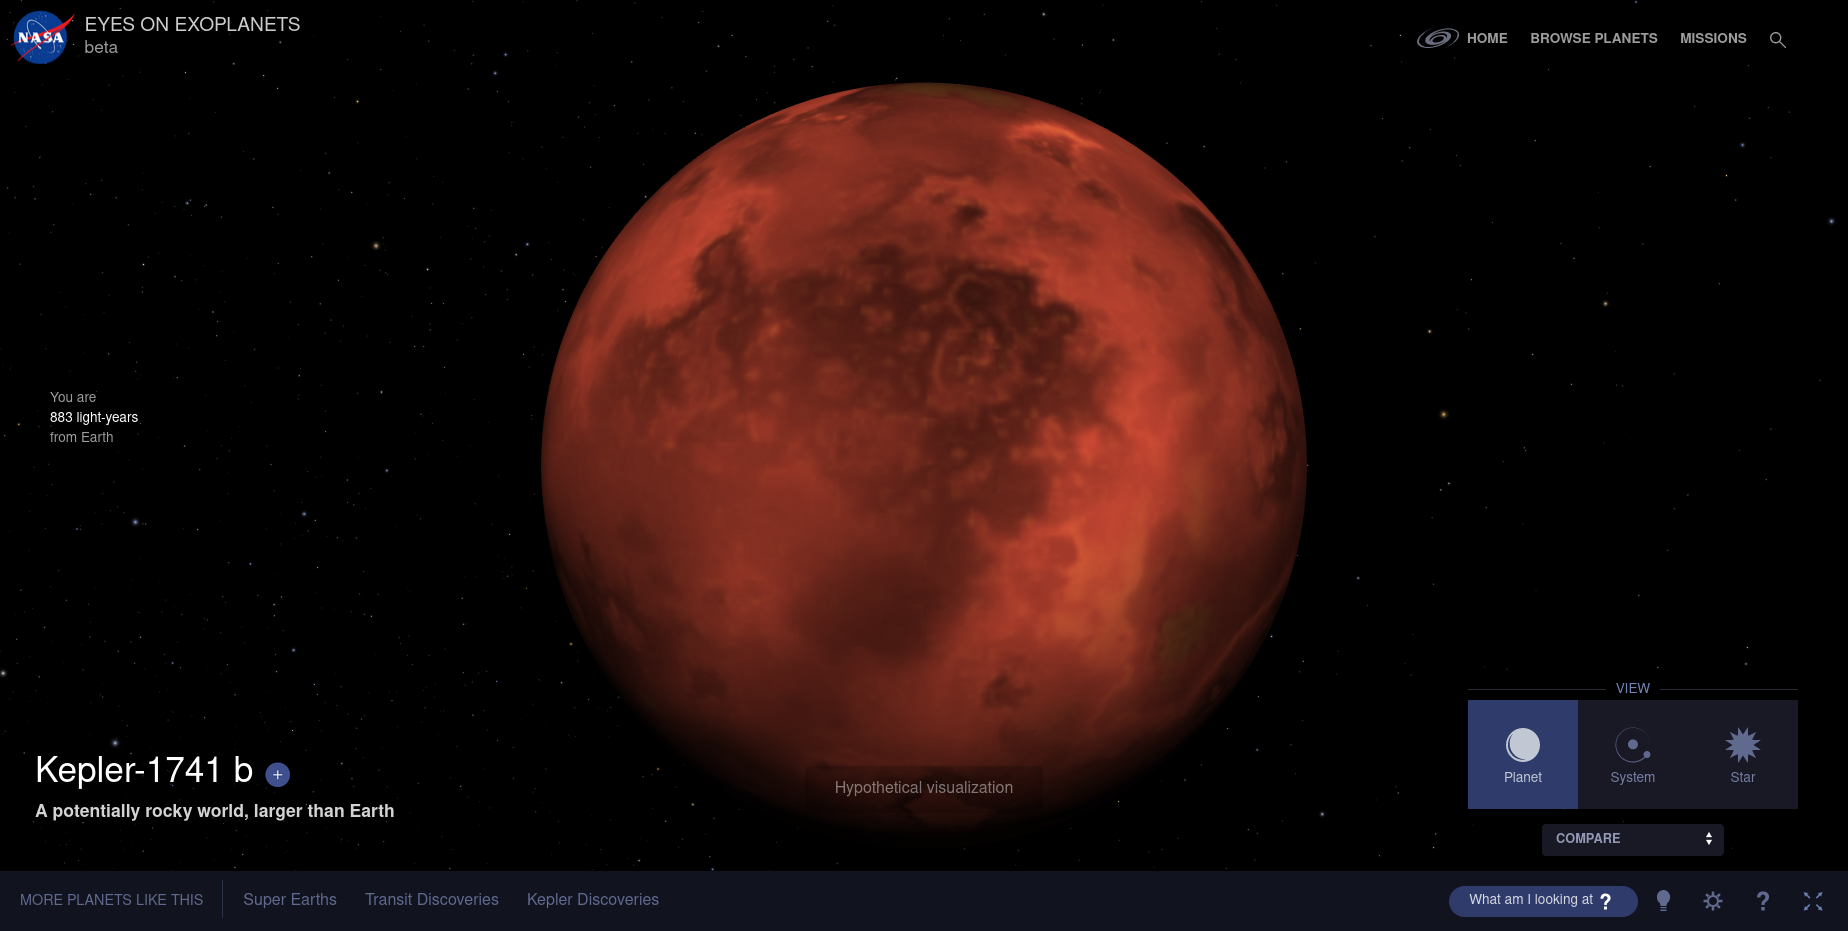 NASA
EYES ON EXOPLANETS
beta
HOME
BROWSE PLANETS
MISSIONS
You are
883 light-years
from Earth
VIEW
Planet
System
Star
Kepler-1741 b +
A potentially rocky world, larger than Earth
Hypothetical visualization
COMPARE
MORE PLANETS LIKE THIS
Super Earths
Transit Discoveries
Kepler Discoveries
What am I looking at ?
?